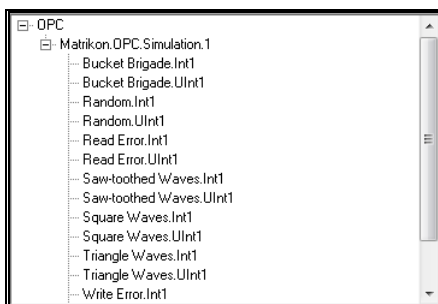 OPC
Matrikon.OPC.Simulation.1
Bucket Brigade.Int1
Bucket Brigade.UInt1
Random.Int1
Random.UInt1
Read Error.Int1
Read Error.UInt1
Saw-toothed Waves.Int1
Saw-toothed Waves.UInt1
Square Waves.Int1
Square Waves.UInt1
Triangle Waves.Int1
Triangle Waves.UInt1
Write Error.Int1